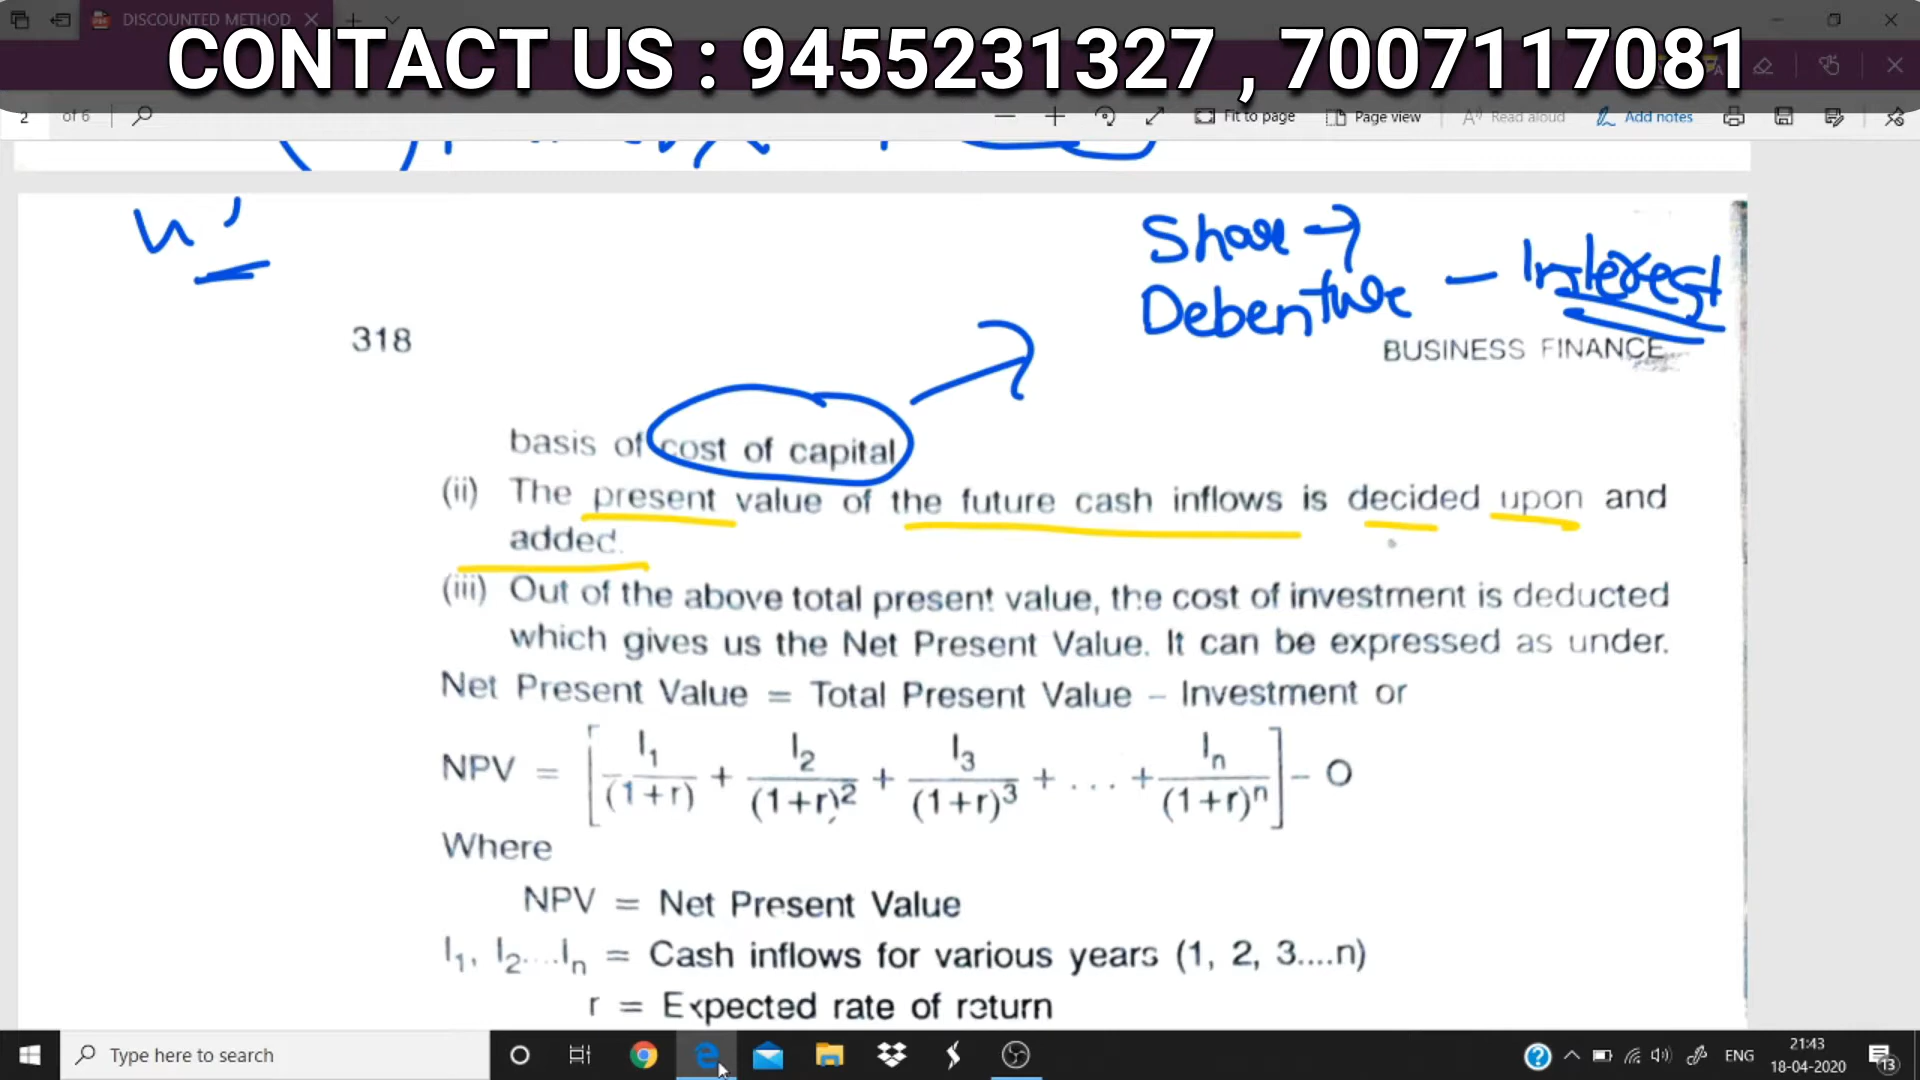 DISCOUNTED METHOD
CONTACT US : 9455231327 , 7007117081
2 of 6
Fit to page
Page view
Read aloud
Add notes
Share →
Debenture — Interest
318
BUSINESS FINANCE
basis of cost of capital
(ii) The present value of the future cash inflows is decided upon and
added.
(iii) Out of the above total present value, the cost of investment is deducted
which gives us the Net Present Value. It can be expressed as under.
Net Present Value = Total Present Value – Investment or
NPV = [ I₁/(1+r) + I₂/(1+r)² + I₃/(1+r)³ + ... + Iₙ/(1+r)ⁿ ] – O
Where
NPV = Net Present Value
I₁, I₂....Iₙ = Cash inflows for various years (1, 2, 3....n)
r = Expected rate of return
Type here to search
ENG
21:43
18-04-2020
13